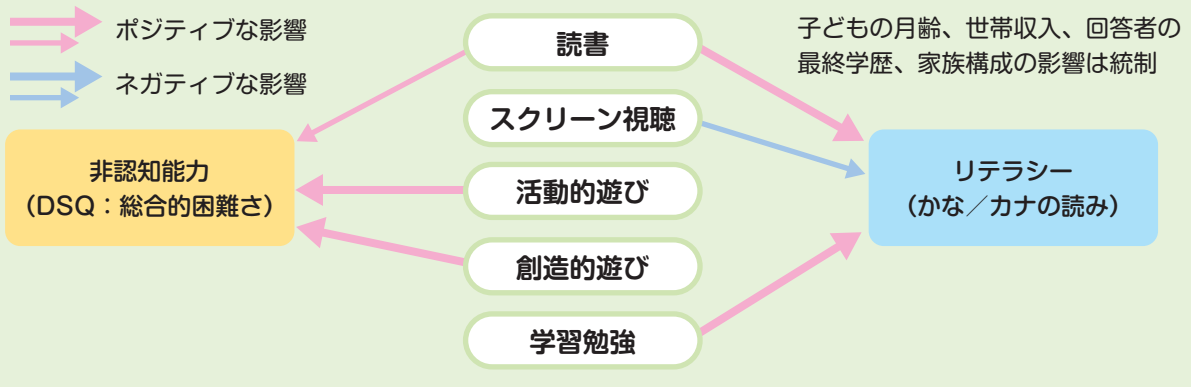 ポジティブな影響
ネガティブな影響
読書
スクリーン視聴
活動的遊び
創造的遊び
学習勉強
子どもの月齢、世帯収入、回答者の
最終学歴、家族構成の影響は統制
非認知能力
（DSQ：総合的困難さ）
リテラシー
（かな／カナの読み）